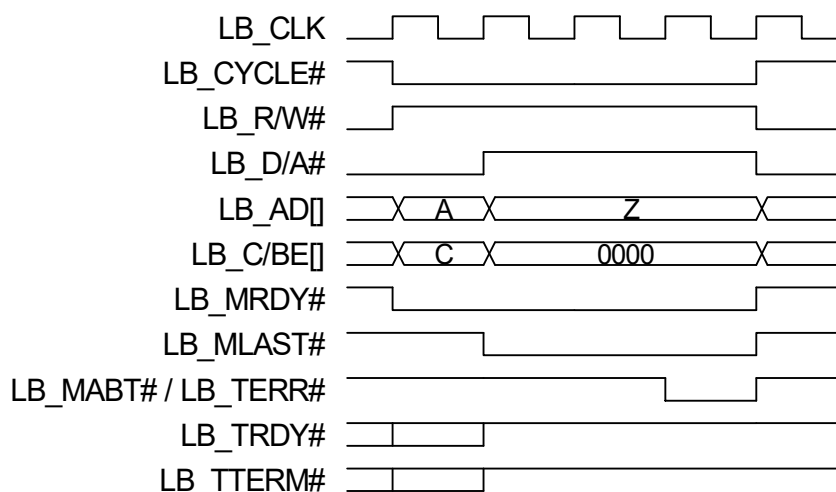 LB_CLK
LB_CYCLE#
LB_R/W#
LB_D/A#
LB_AD[] A Z
LB_C/BE[] C 0000
LB_MRDY#
LB_MLAST#
LB_MABT# / LB_TERR#
LB_TRDY#
LB_TTERM#